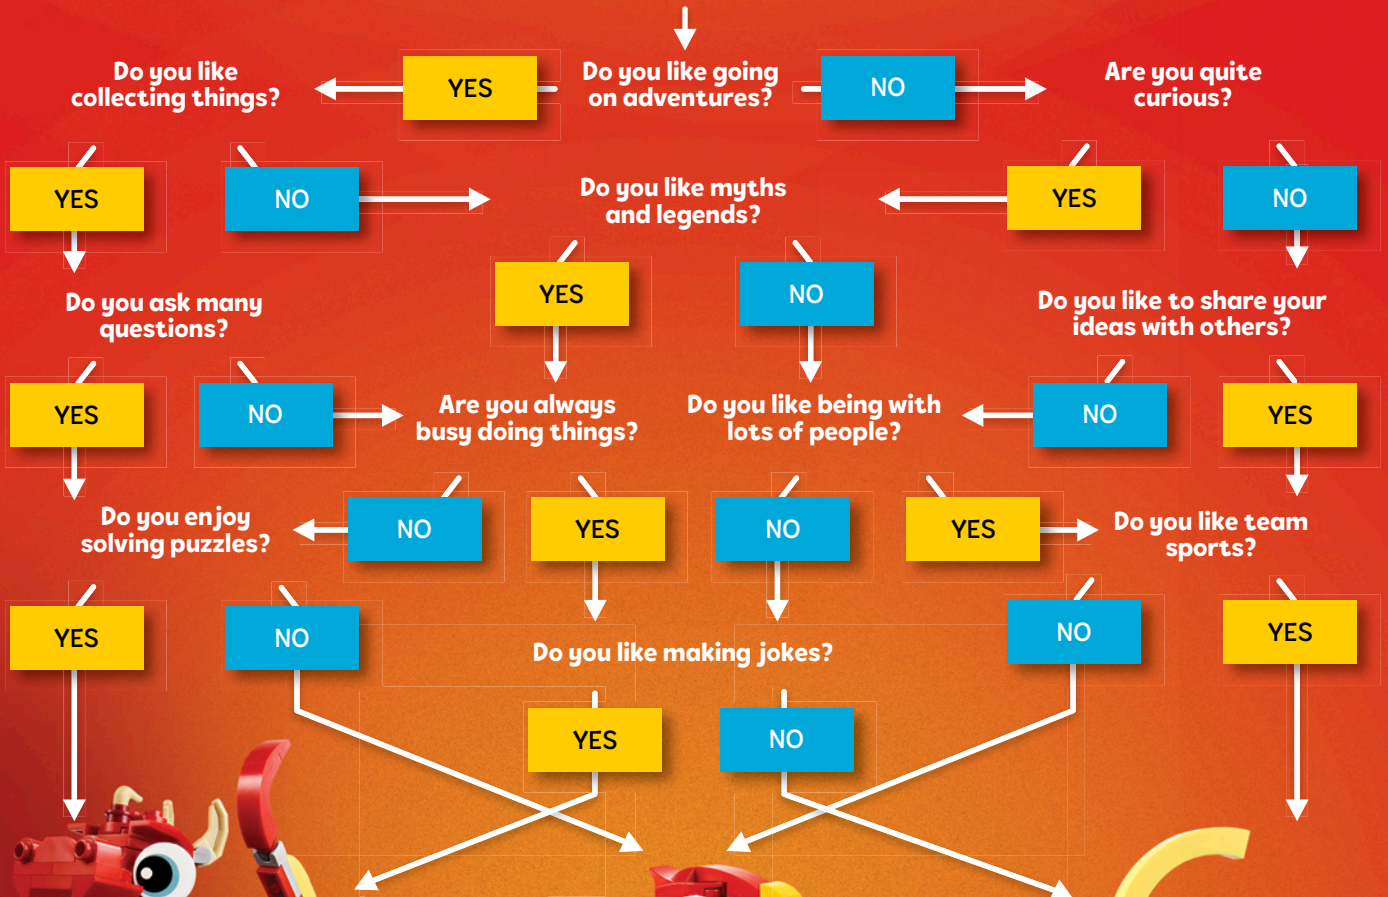 Do you like
collecting things?
YES
Do you like going
on adventures?
NO
Are you quite
curious?
YES
NO
Do you like myths
and legends?
YES
NO
YES
NO
Do you ask many
questions?
Do you like to share your
ideas with others?
YES
NO
Are you always
busy doing things?
Do you like being with
lots of people?
NO
YES
Do you enjoy
solving puzzles?
NO
YES
NO
YES
Do you like team
sports?
YES
NO
Do you like making jokes?
NO
YES
YES
NO